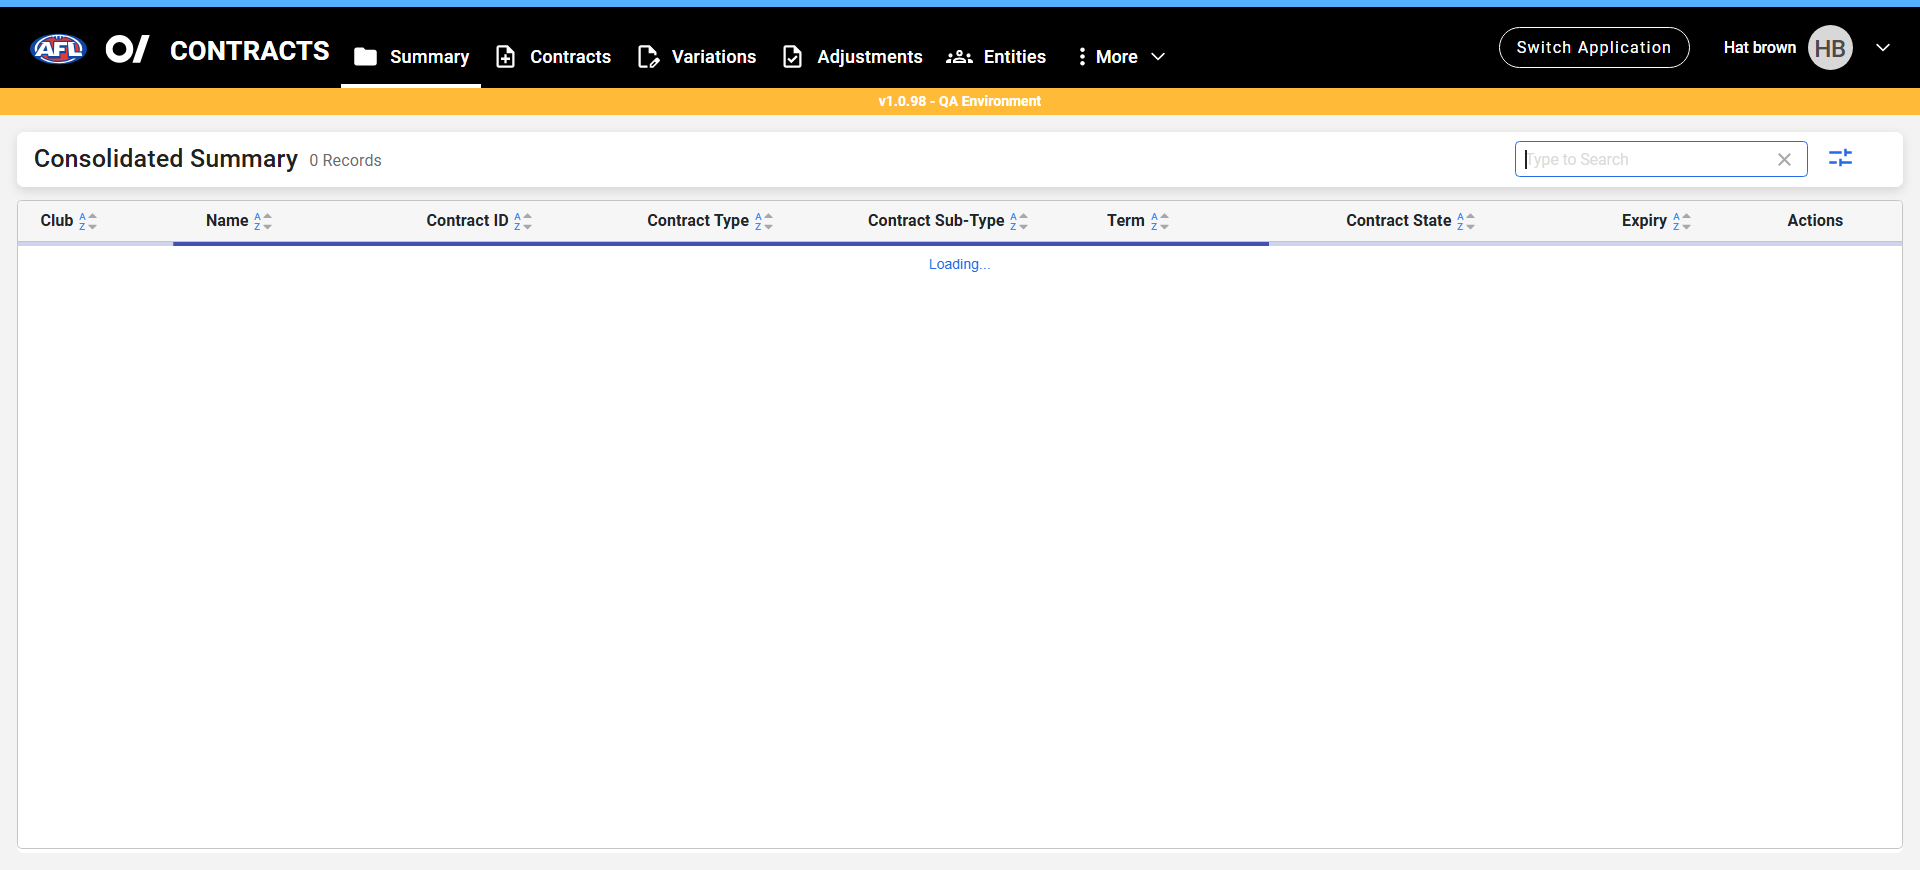 AFL O/ CONTRACTS Summary Contracts Variations Adjustments Entities More Switch Application Hat brown HB
v1.0.98 - QA Environment
Consolidated Summary 0 Records Type to Search
Club Name Contract ID Contract Type Contract Sub-Type Term Contract State Expiry Actions
Loading...